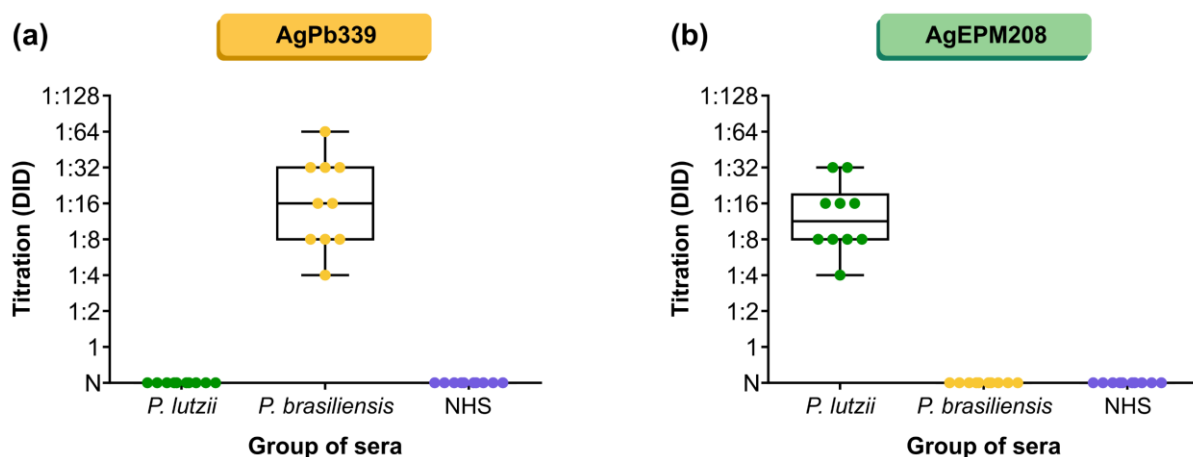 (a)
AgPb339
Titration (DID)
1:128
1:64
1:32
1:16
1:8
1:4
1:2
1
N
P. lutzii
P. brasiliensis
NHS
Group of sera
(b)
AgEPM208
Titration (DID)
1:128
1:64
1:32
1:16
1:8
1:4
1:2
1
N
P. lutzii
P. brasiliensis
NHS
Group of sera